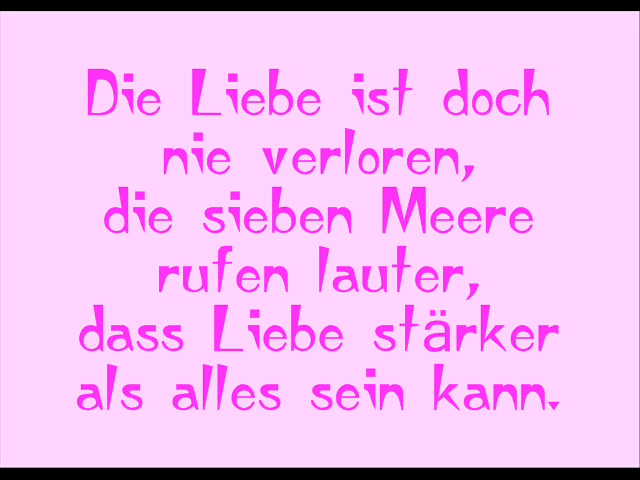 Die Liebe ist doch
nie verloren,
die sieben Meere
rufen lauter,
dass Liebe stärker
als alles sein kann.